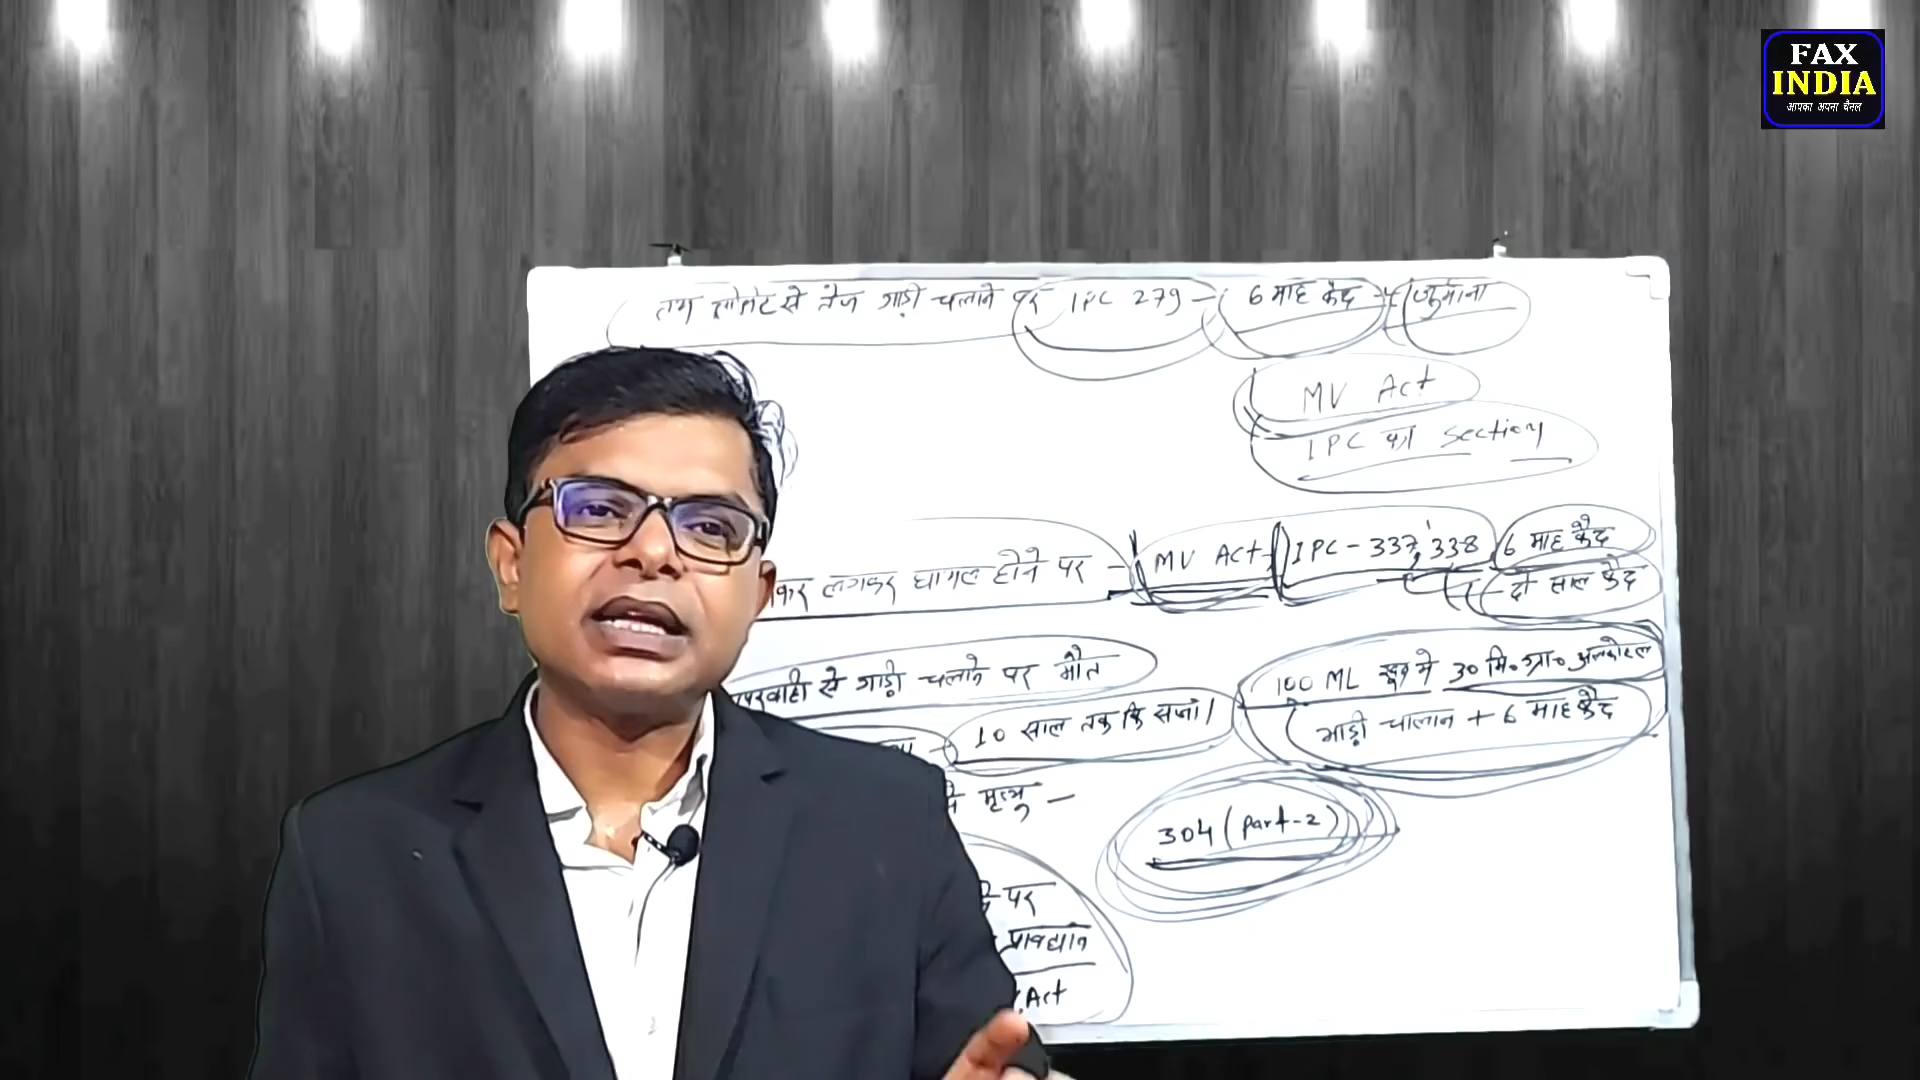 FAX
INDIA
आपका अपना चैनल
तय लीमिट से तेज गाड़ी चलाने पर IPC 279 - 6 माह कैद + जुर्माना
MV Act
IPC का section
लगकर घायल होने पर - MV Act IPC - 337, 338 6 माह कैद
दो साल कैद
से गाड़ी चलाने पर मौत
100 ML खून मे 30 मि. ग्रा. अल्कोहल
10 साल तक कि सजा।
गाड़ी चालान + 6 माह कैद
मृत्यु -
304 (Part-2)
पर
प्रावधान
Act